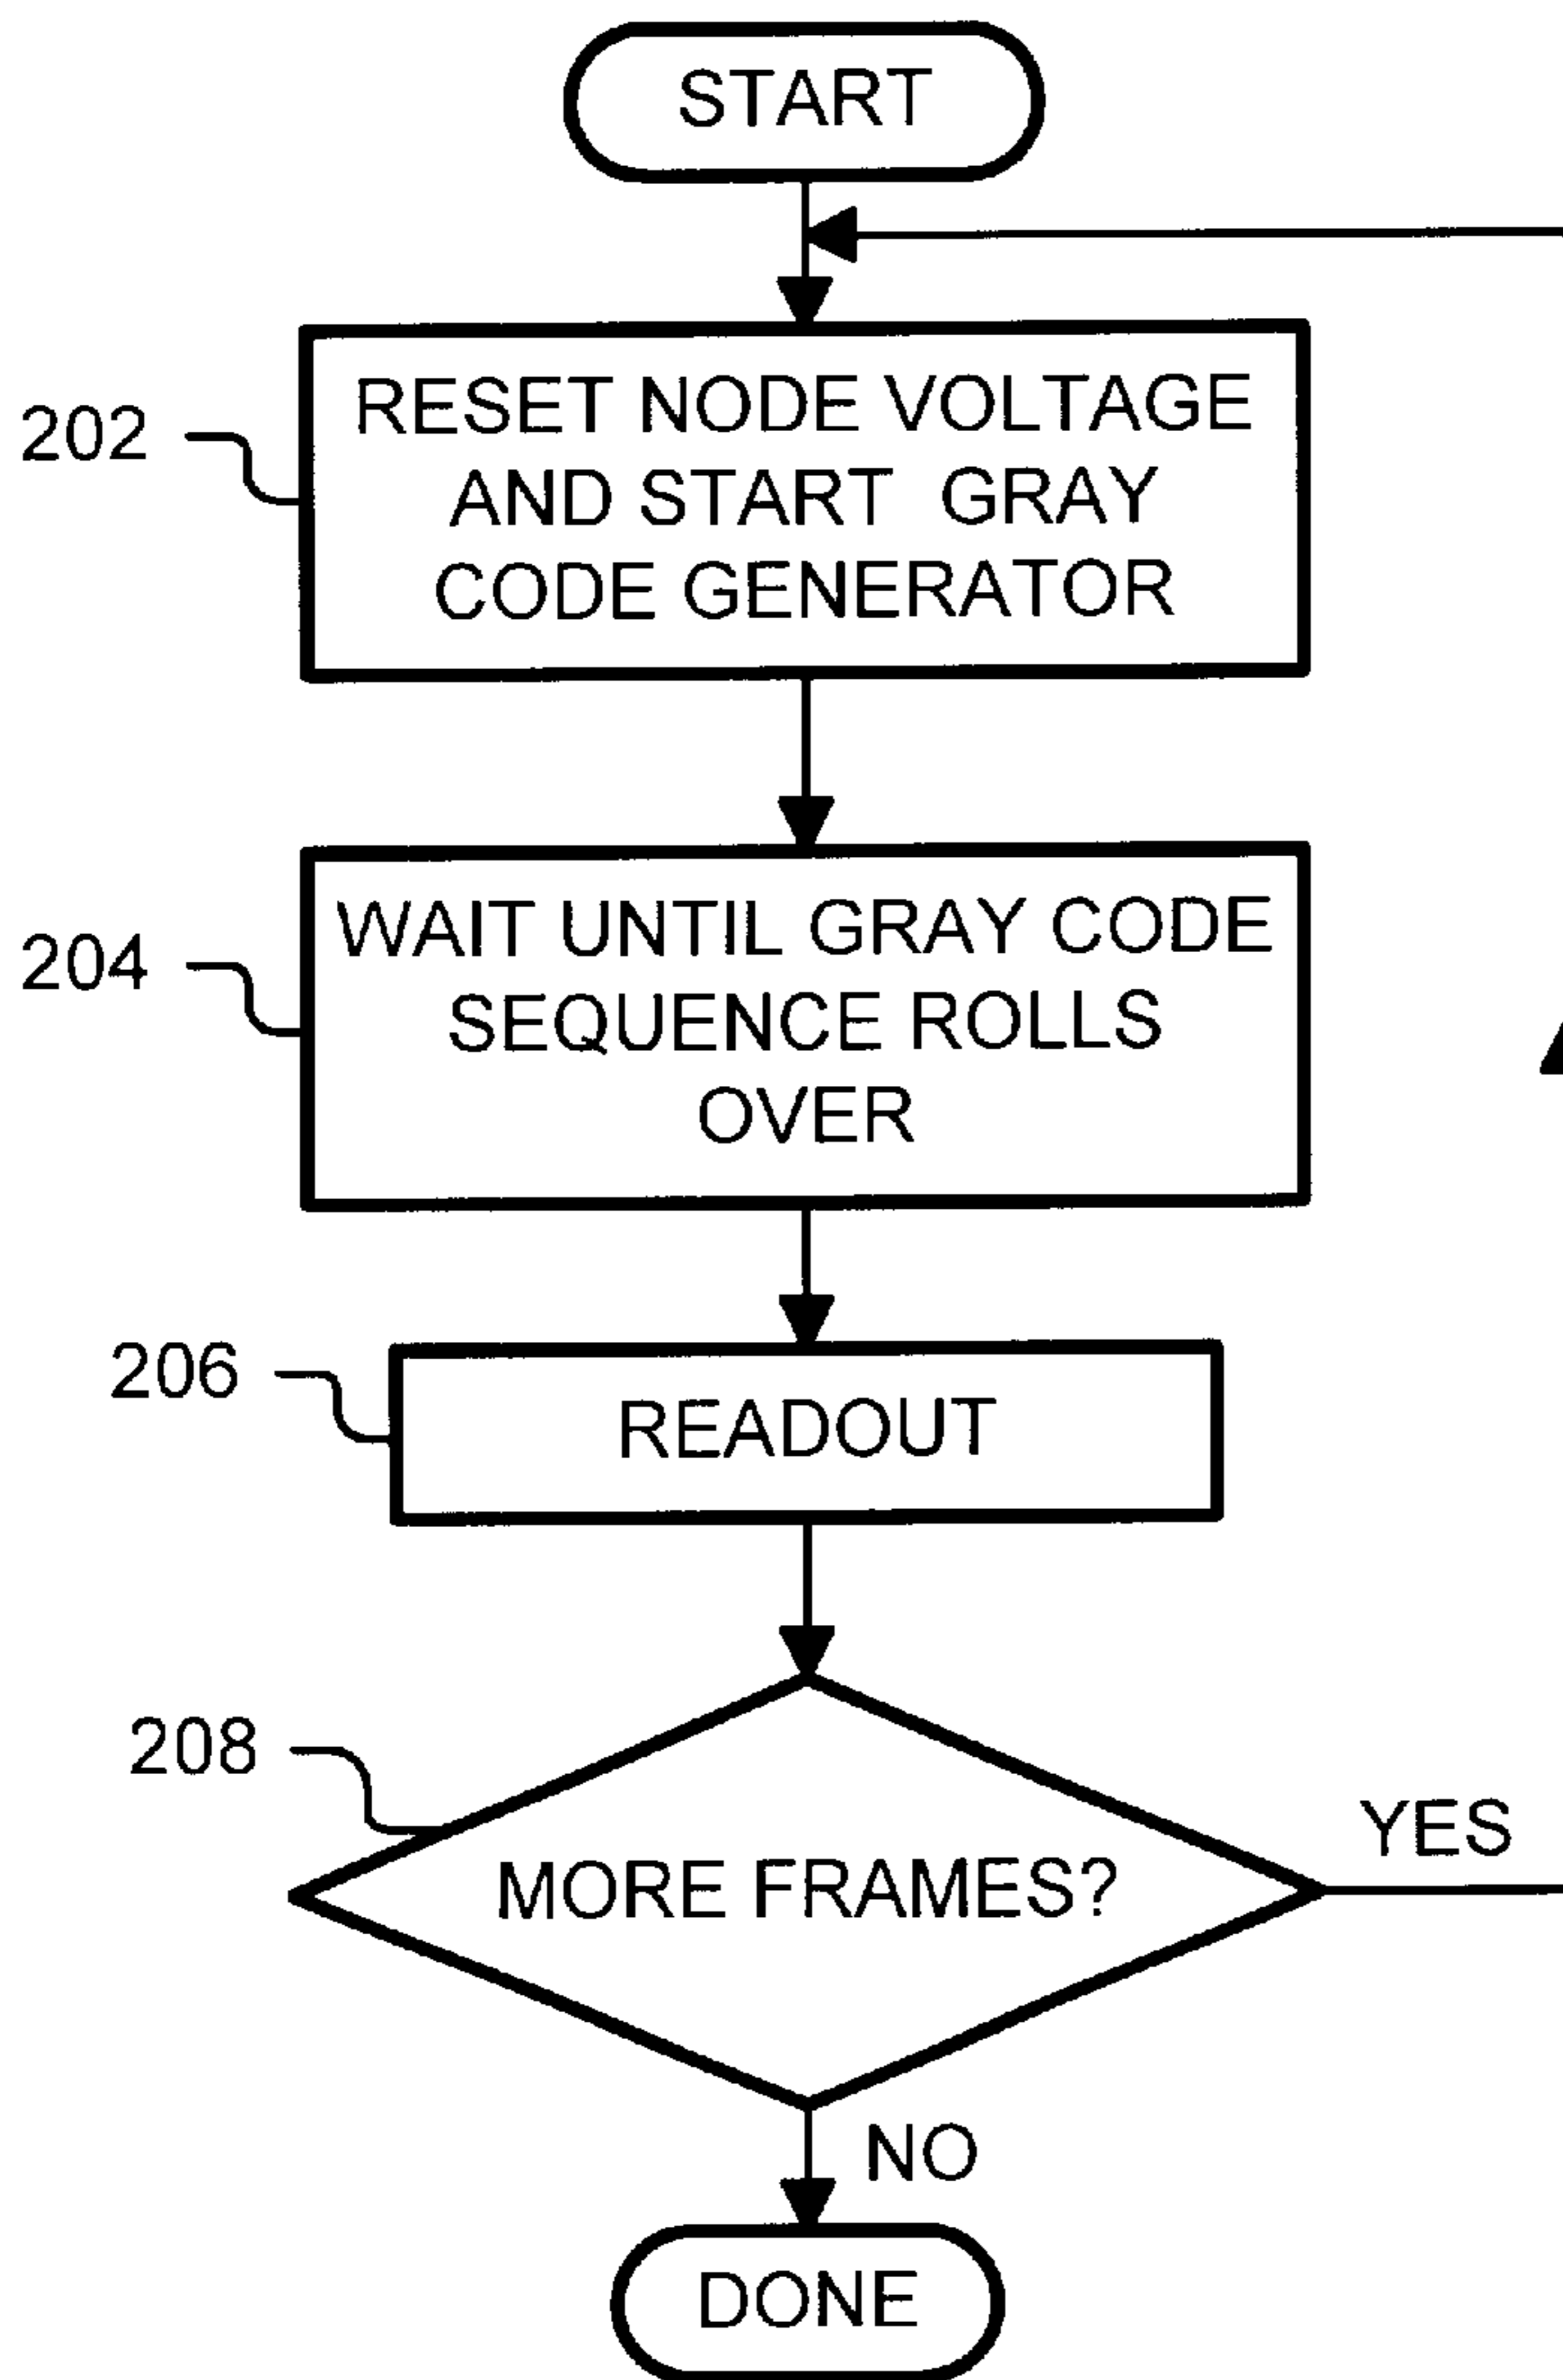 START
202
RESET NODE VOLTAGE
AND START GRAY
CODE GENERATOR
204
WAIT UNTIL GRAY CODE
SEQUENCE ROLLS
OVER
206
READOUT
208
MORE FRAMES?
YES
NO
DONE